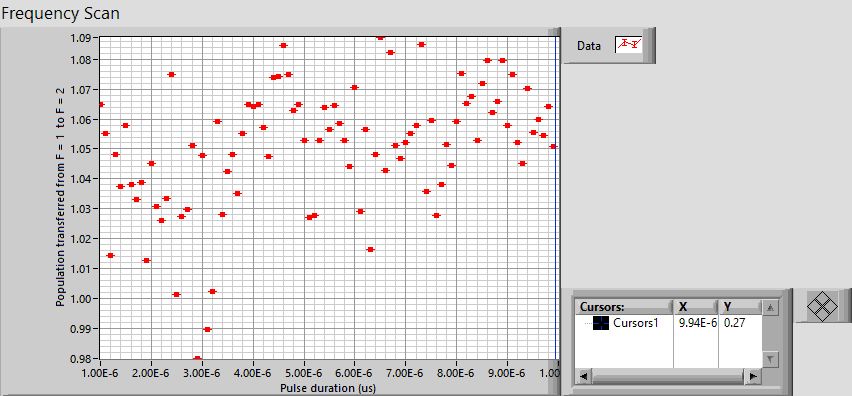 Frequency Scan
Data
Population transferred from F = 1 to F = 2
1.09
1.08
1.07
1.06
1.05
1.04
1.03
1.02
1.01
1.00
0.99
0.98
1.00E-6 2.00E-6 3.00E-6 4.00E-6 5.00E-6 6.00E-6 7.00E-6 8.00E-6 9.00E-6 1.00
Pulse duration (us)
Cursors: X Y
Cursors1 9.94E-6 0.27